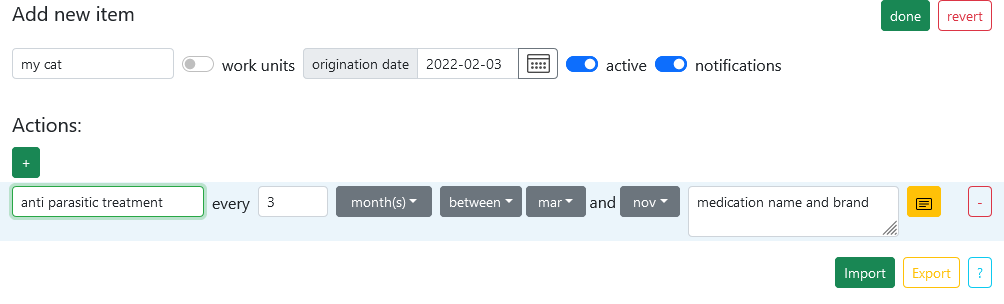 Add new item done revert
my cat work units origination date 2022-02-03 active notifications
Actions:
+
anti parasitic treatment every 3 month(s) between mar and nov medication name and brand -
Import Export ?